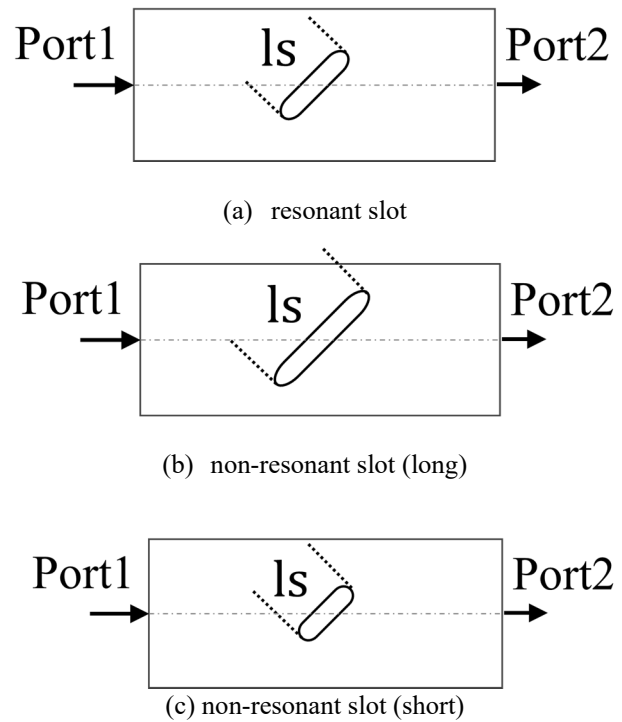 Port1 ls Port2
(a) resonant slot
Port1 ls Port2
(b) non-resonant slot (long)
Port1 ls Port2
(c) non-resonant slot (short)